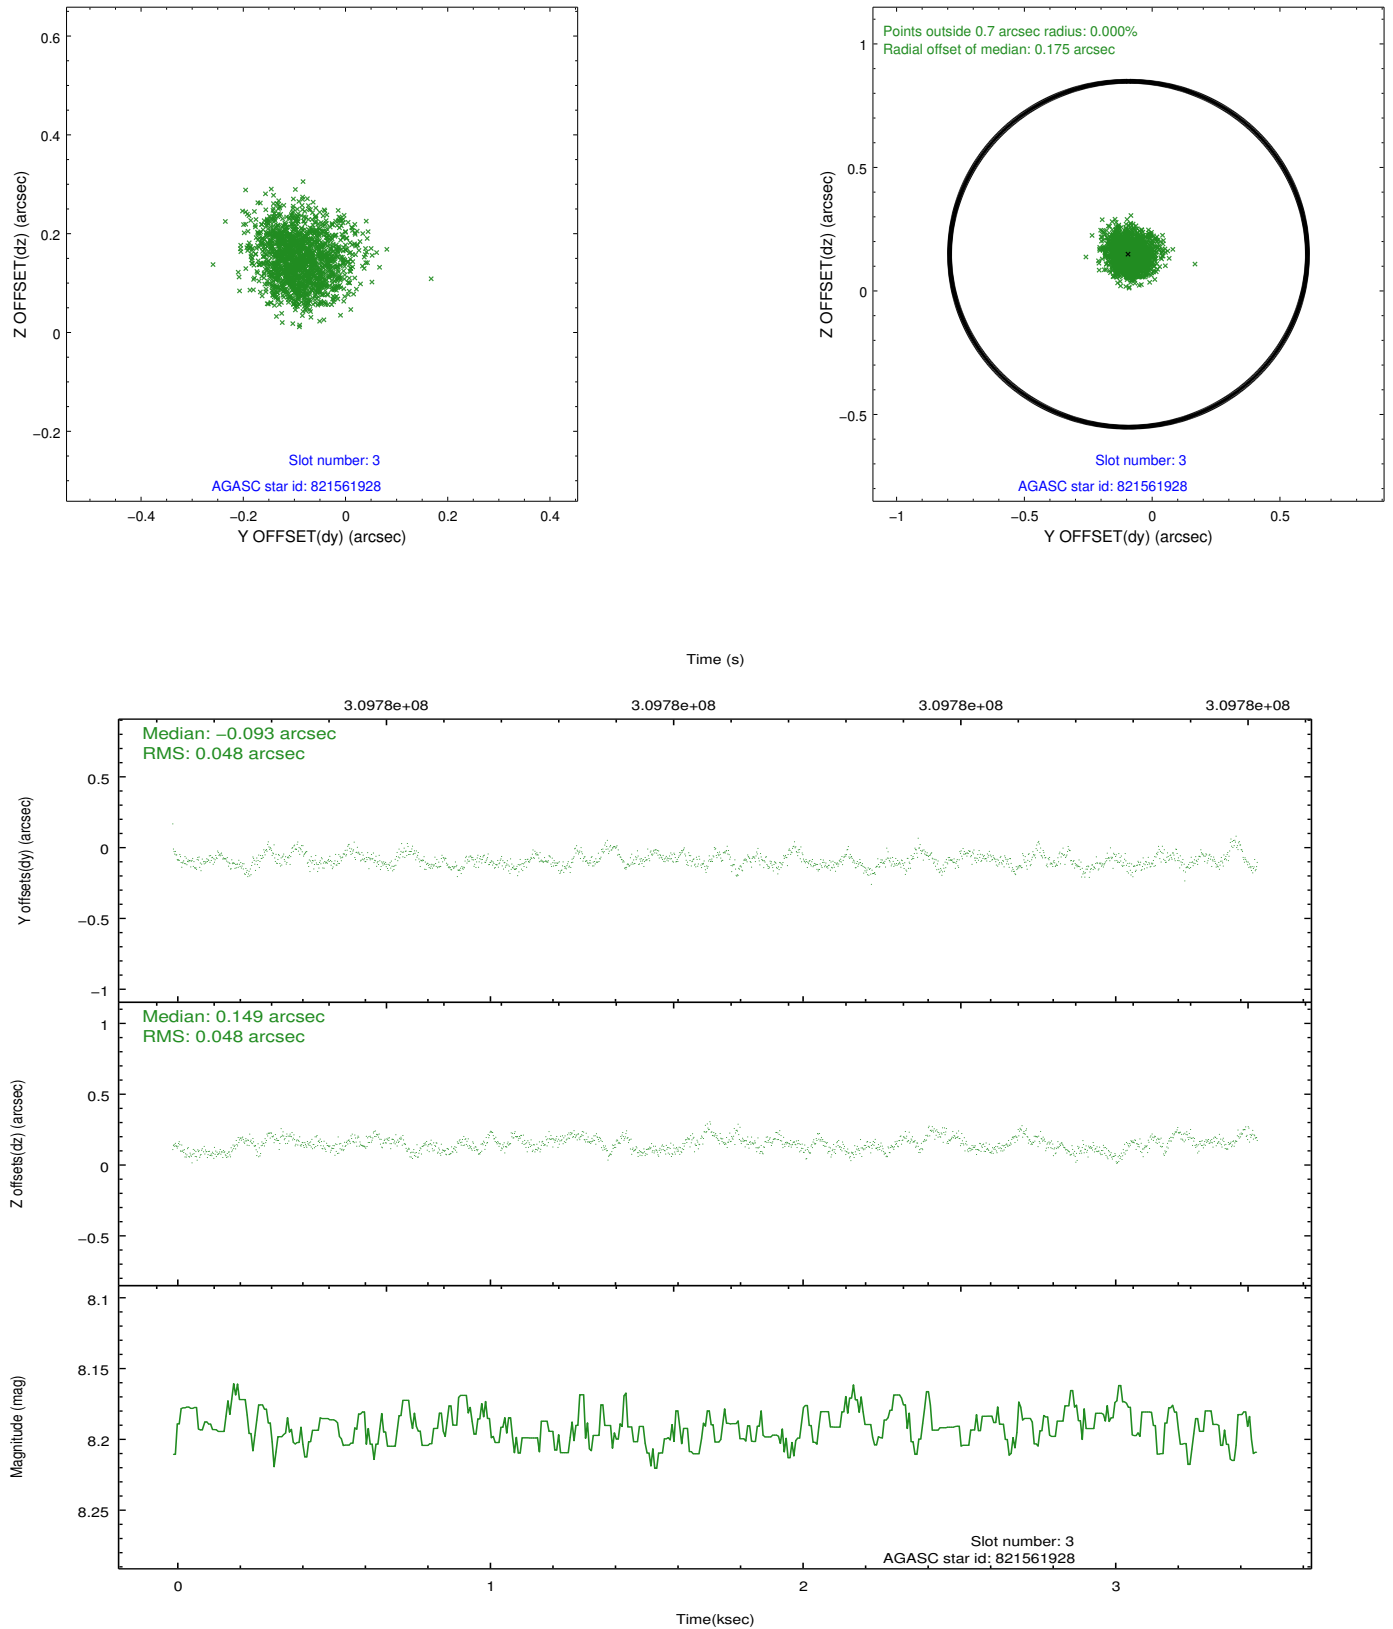 0.6
0.4
0.2
0
−0.2
Z OFFSET(dz) (arcsec)
Slot number: 3
AGASC star id: 821561928
−0.4 −0.2 0 0.2 0.4
Y OFFSET(dy) (arcsec)
Points outside 0.7 arcsec radius: 0.000%
Radial offset of median: 0.175 arcsec
1
0.5
0
−0.5
Z OFFSET(dz) (arcsec)
Slot number: 3
AGASC star id: 821561928
−1 −0.5 0 0.5
Y OFFSET(dy) (arcsec)
Time (s)
3.0978e+08 3.0978e+08 3.0978e+08 3.0978e+08
Median: −0.093 arcsec
RMS: 0.048 arcsec
0.5
0
−0.5
−1
Y offsets(dy) (arcsec)
Median: 0.149 arcsec
RMS: 0.048 arcsec
1
0.5
0
−0.5
Z offsets(dz) (arcsec)
8.1
8.15
8.2
8.25
Magnitude (mag)
Slot number: 3
AGASC star id: 821561928
0 1 2 3
Time(ksec)